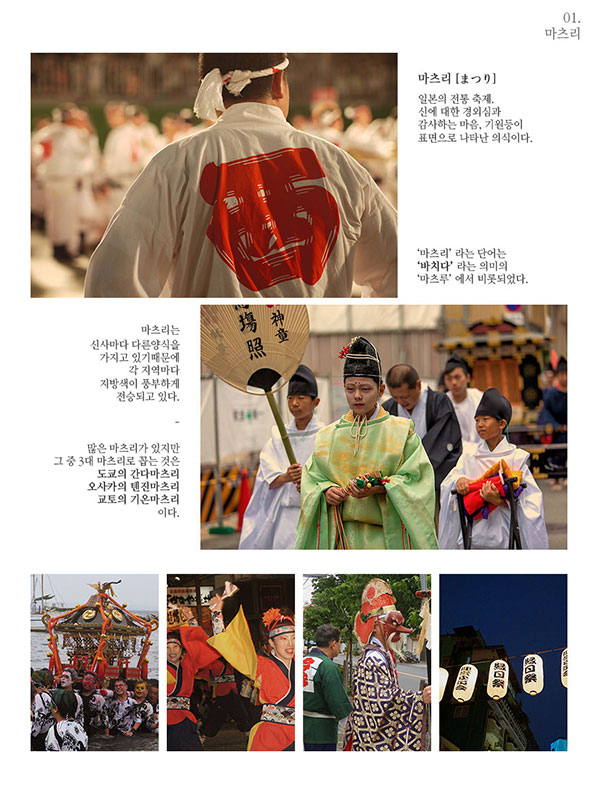 01.
마츠리
마츠리 [まつり]
일본의 전통 축제.
신에 대한 경외심과
감사하는 마음, 기원등이
표면으로 나타난 의식이다.
‘마츠리’ 라는 단어는
‘바치다’ 라는 의미의
‘마츠루’ 에서 비롯되었다.
神童
場照
마츠리는
신사마다 다른양식을
가지고 있기때문에
각 지역마다
지방색이 풍부하게
전승되고 있다.
-
많은 마츠리가 있지만
그 중 3대 마츠리로 꼽는 것은
도쿄의 간다마츠리
오사카의 텐진마츠리
교토의 기온마츠리
이다.
縁日祭
縁日祭